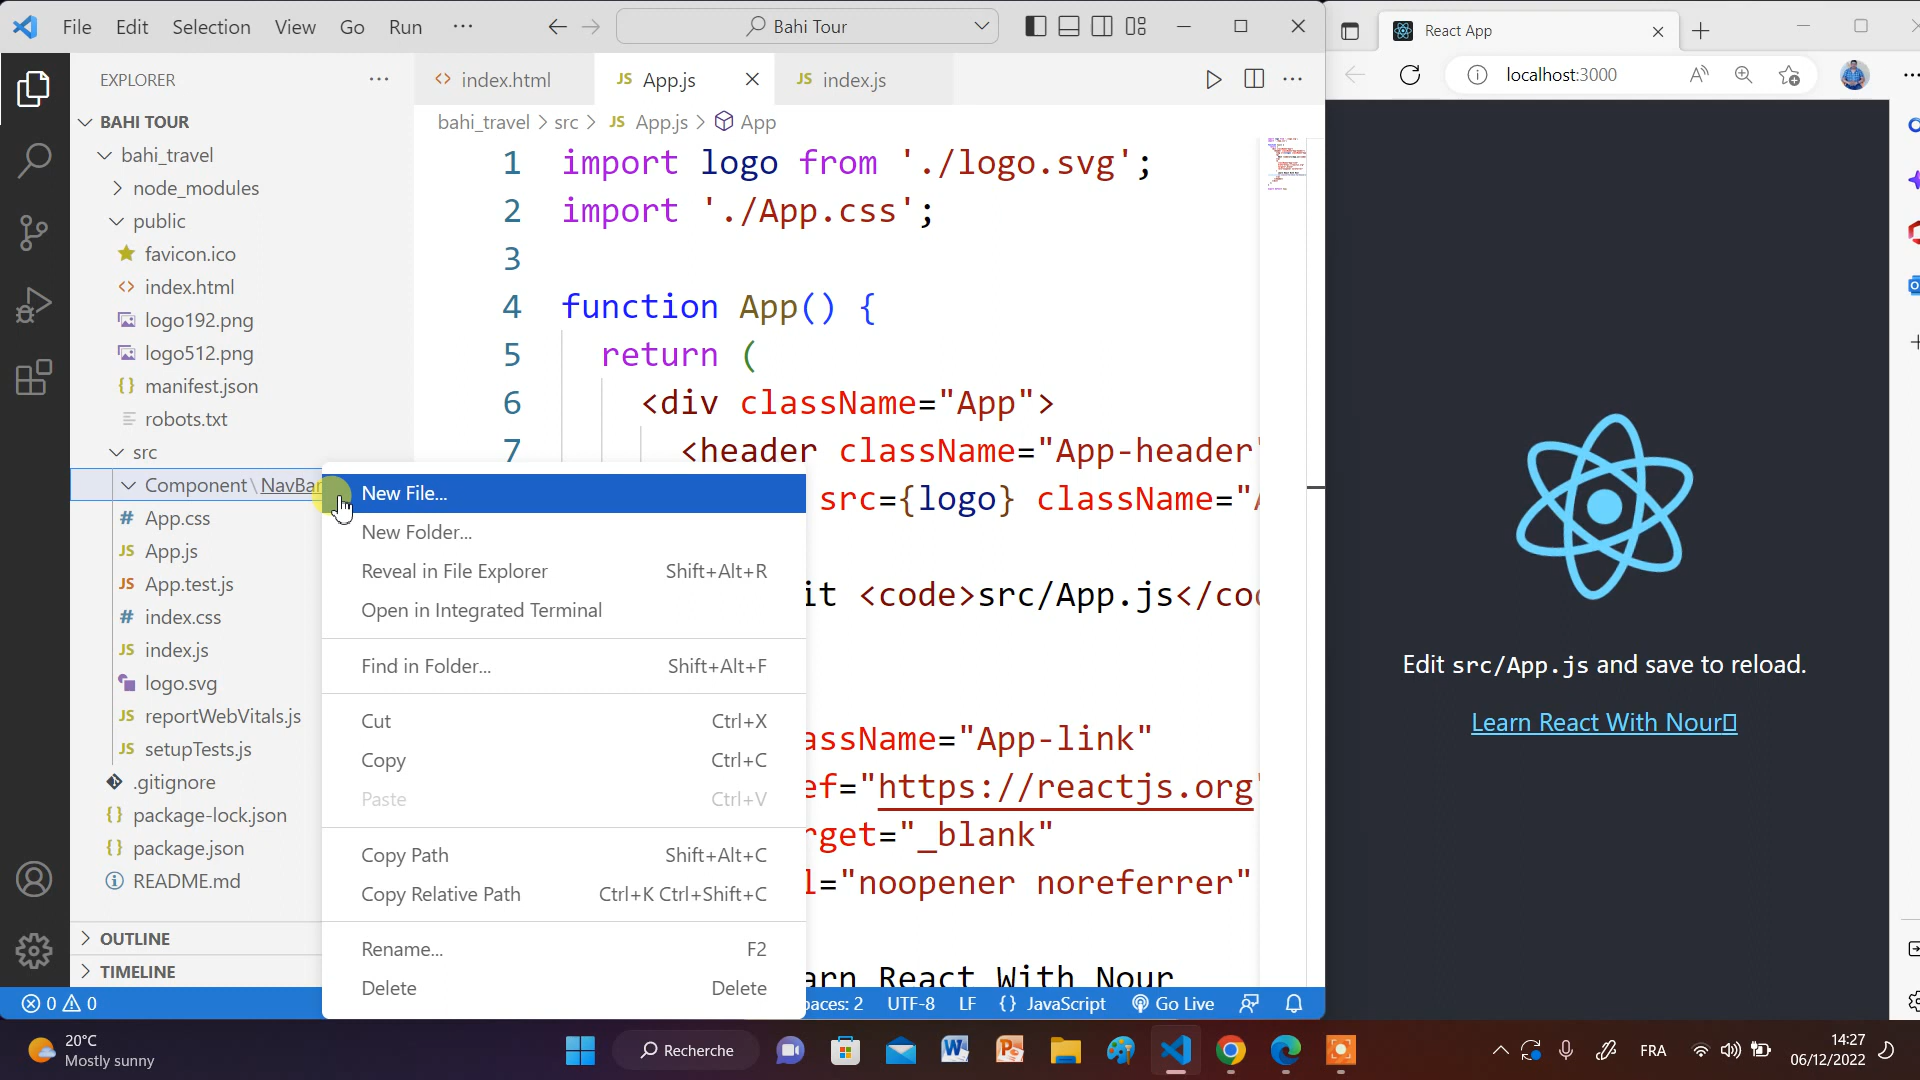 File Edit Selection View Go Run ···
Bahi Tour
EXPLORER
BAHI TOUR
bahi_travel
node_modules
public
favicon.ico
index.html
logo192.png
logo512.png
manifest.json
robots.txt
src
Component\NavBar
App.css
App.js
App.test.js
index.css
index.js
logo.svg
reportWebVitals.js
setupTests.js
.gitignore
package-lock.json
package.json
README.md
OUTLINE
TIMELINE
index.html
JS App.js
JS index.js
bahi_travel > src > JS App.js > App
1 import logo from './logo.svg';
2 import './App.css';
3
4 function App() {
5 return (
6 <div className="App">
7 <header className="App-header"
src={logo} className="A
it <code>src/App.js</co
assName="App-link"
ef="https://reactjs.org"
rget="_blank"
l="noopener noreferrer"
arn React With Nour
New File...
New Folder...
Reveal in File Explorer Shift+Alt+R
Open in Integrated Terminal
Find in Folder... Shift+Alt+F
Cut Ctrl+X
Copy Ctrl+C
Paste Ctrl+V
Copy Path Shift+Alt+C
Copy Relative Path Ctrl+K Ctrl+Shift+C
Rename... F2
Delete Delete
0 0
paces: 2 UTF-8 LF {} JavaScript Go Live
React App
localhost:3000
Edit src/App.js and save to reload.
Learn React With Nour
20°C
Mostly sunny
Recherche
FRA
14:27
06/12/2022